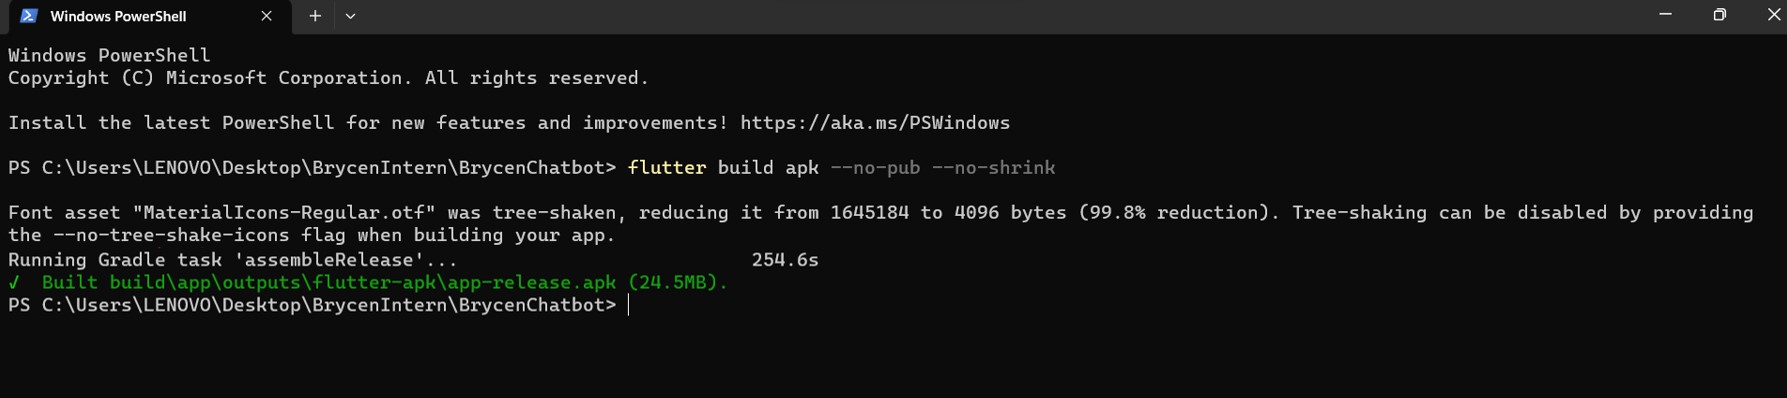 Windows PowerShell
Windows PowerShell
Copyright (C) Microsoft Corporation. All rights reserved.
Install the latest PowerShell for new features and improvements! https://aka.ms/PSWindows
PS C:\Users\LENOVO\Desktop\BrycenIntern\BrycenChatbot> flutter build apk --no-pub --no-shrink
Font asset "MaterialIcons-Regular.otf" was tree-shaken, reducing it from 1645184 to 4096 bytes (99.8% reduction). Tree-shaking can be disabled by providing
the --no-tree-shake-icons flag when building your app.
Running Gradle task 'assembleRelease'... 254.6s
√ Built build\app\outputs\flutter-apk\app-release.apk (24.5MB).
PS C:\Users\LENOVO\Desktop\BrycenIntern\BrycenChatbot>